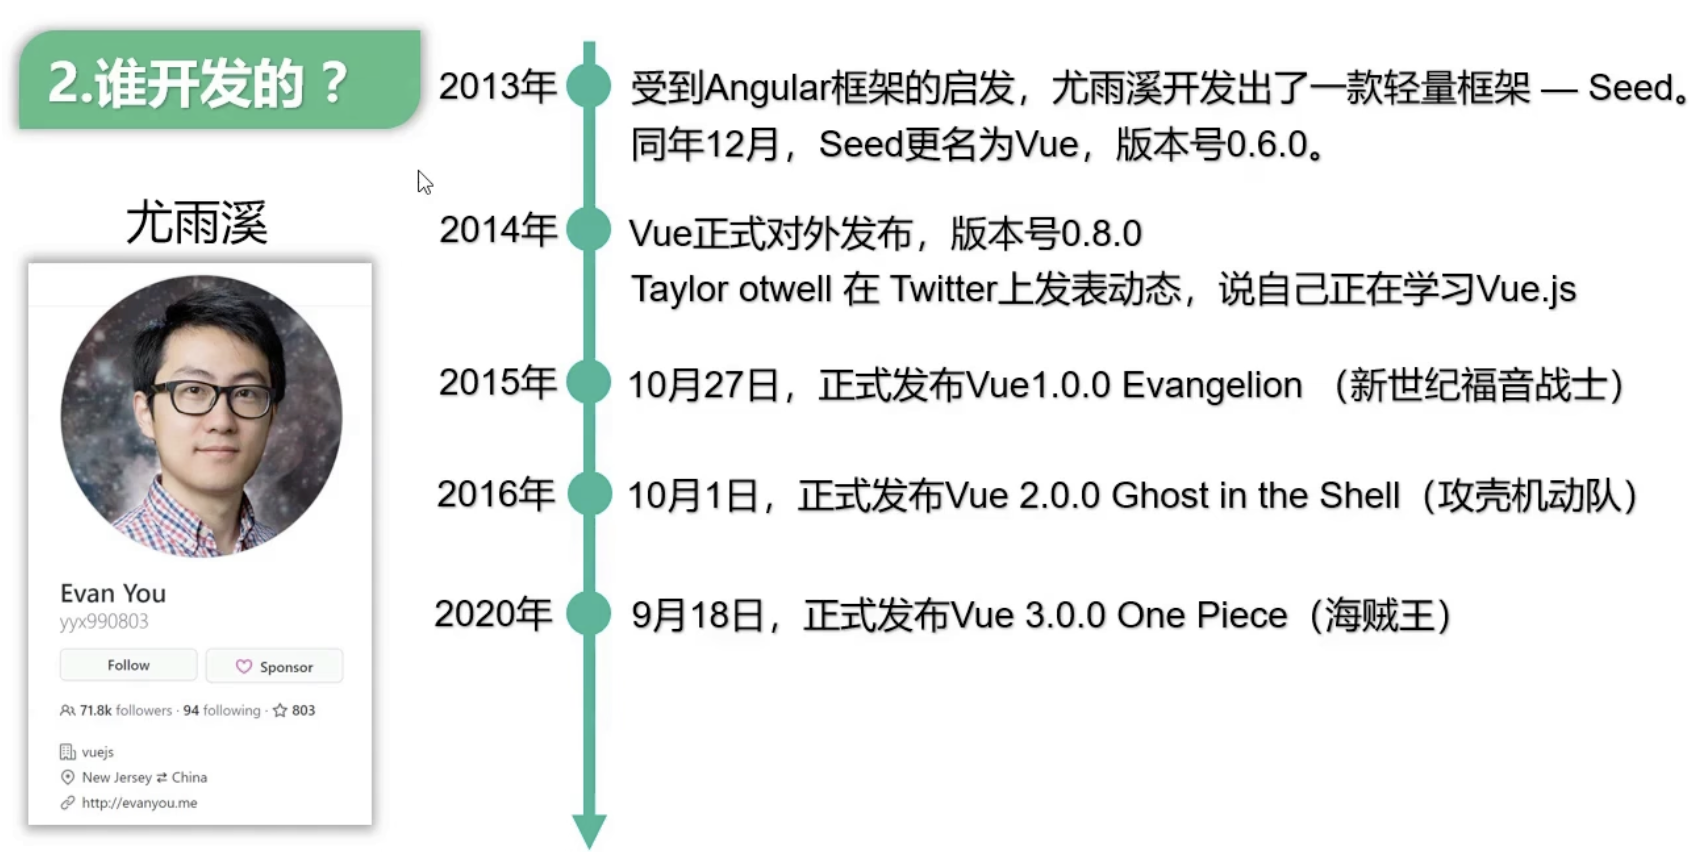 2.谁开发的？
尤雨溪
Evan You
yyx990803
Follow
Sponsor
71.8k followers · 94 following · 803
vuejs
New Jersey ⇄ China
http://evanyou.me
2013年
受到Angular框架的启发，尤雨溪开发出了一款轻量框架 — Seed。
同年12月，Seed更名为Vue，版本号0.6.0。
2014年
Vue正式对外发布，版本号0.8.0
Taylor otwell 在 Twitter上发表动态，说自己正在学习Vue.js
2015年
10月27日，正式发布Vue1.0.0 Evangelion （新世纪福音战士）
2016年
10月1日，正式发布Vue 2.0.0 Ghost in the Shell（攻壳机动队）
2020年
9月18日，正式发布Vue 3.0.0 One Piece（海贼王）